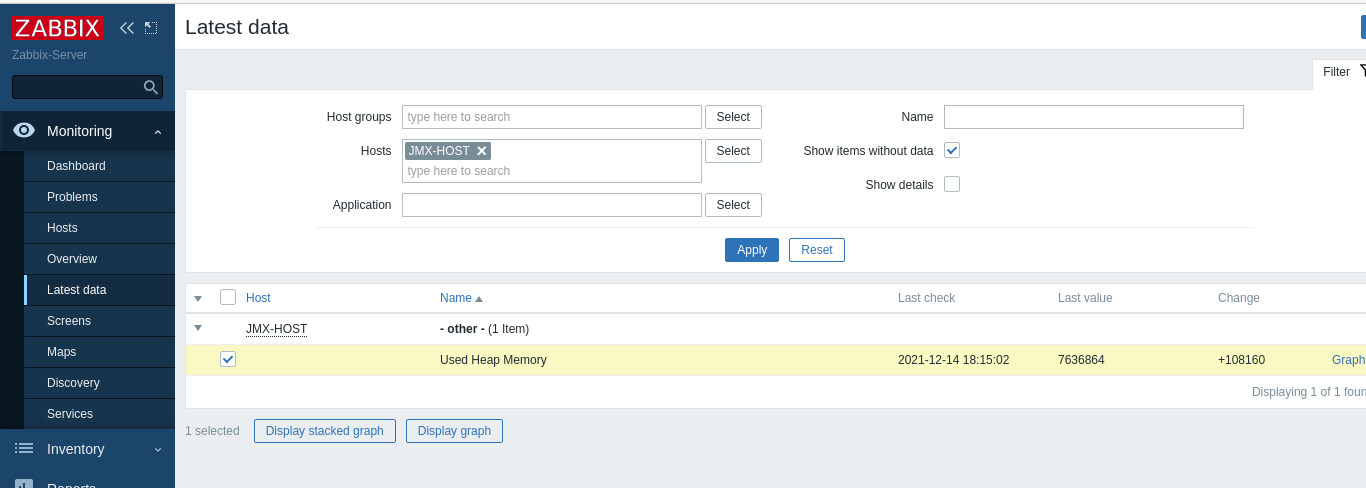 ZABBIX
Zabbix-Server
Monitoring
Dashboard
Problems
Hosts
Overview
Latest data
Screens
Maps
Discovery
Services
Inventory
Reports
Latest data
Filter
Host groups type here to search Select
Name
Hosts JMX-HOST type here to search Select
Show items without data
Show details
Application Select
Apply Reset
Host Name Last check Last value Change
JMX-HOST - other - (1 Item)
Used Heap Memory 2021-12-14 18:15:02 7636864 +108160 Graph
Displaying 1 of 1 foun
1 selected Display stacked graph Display graph